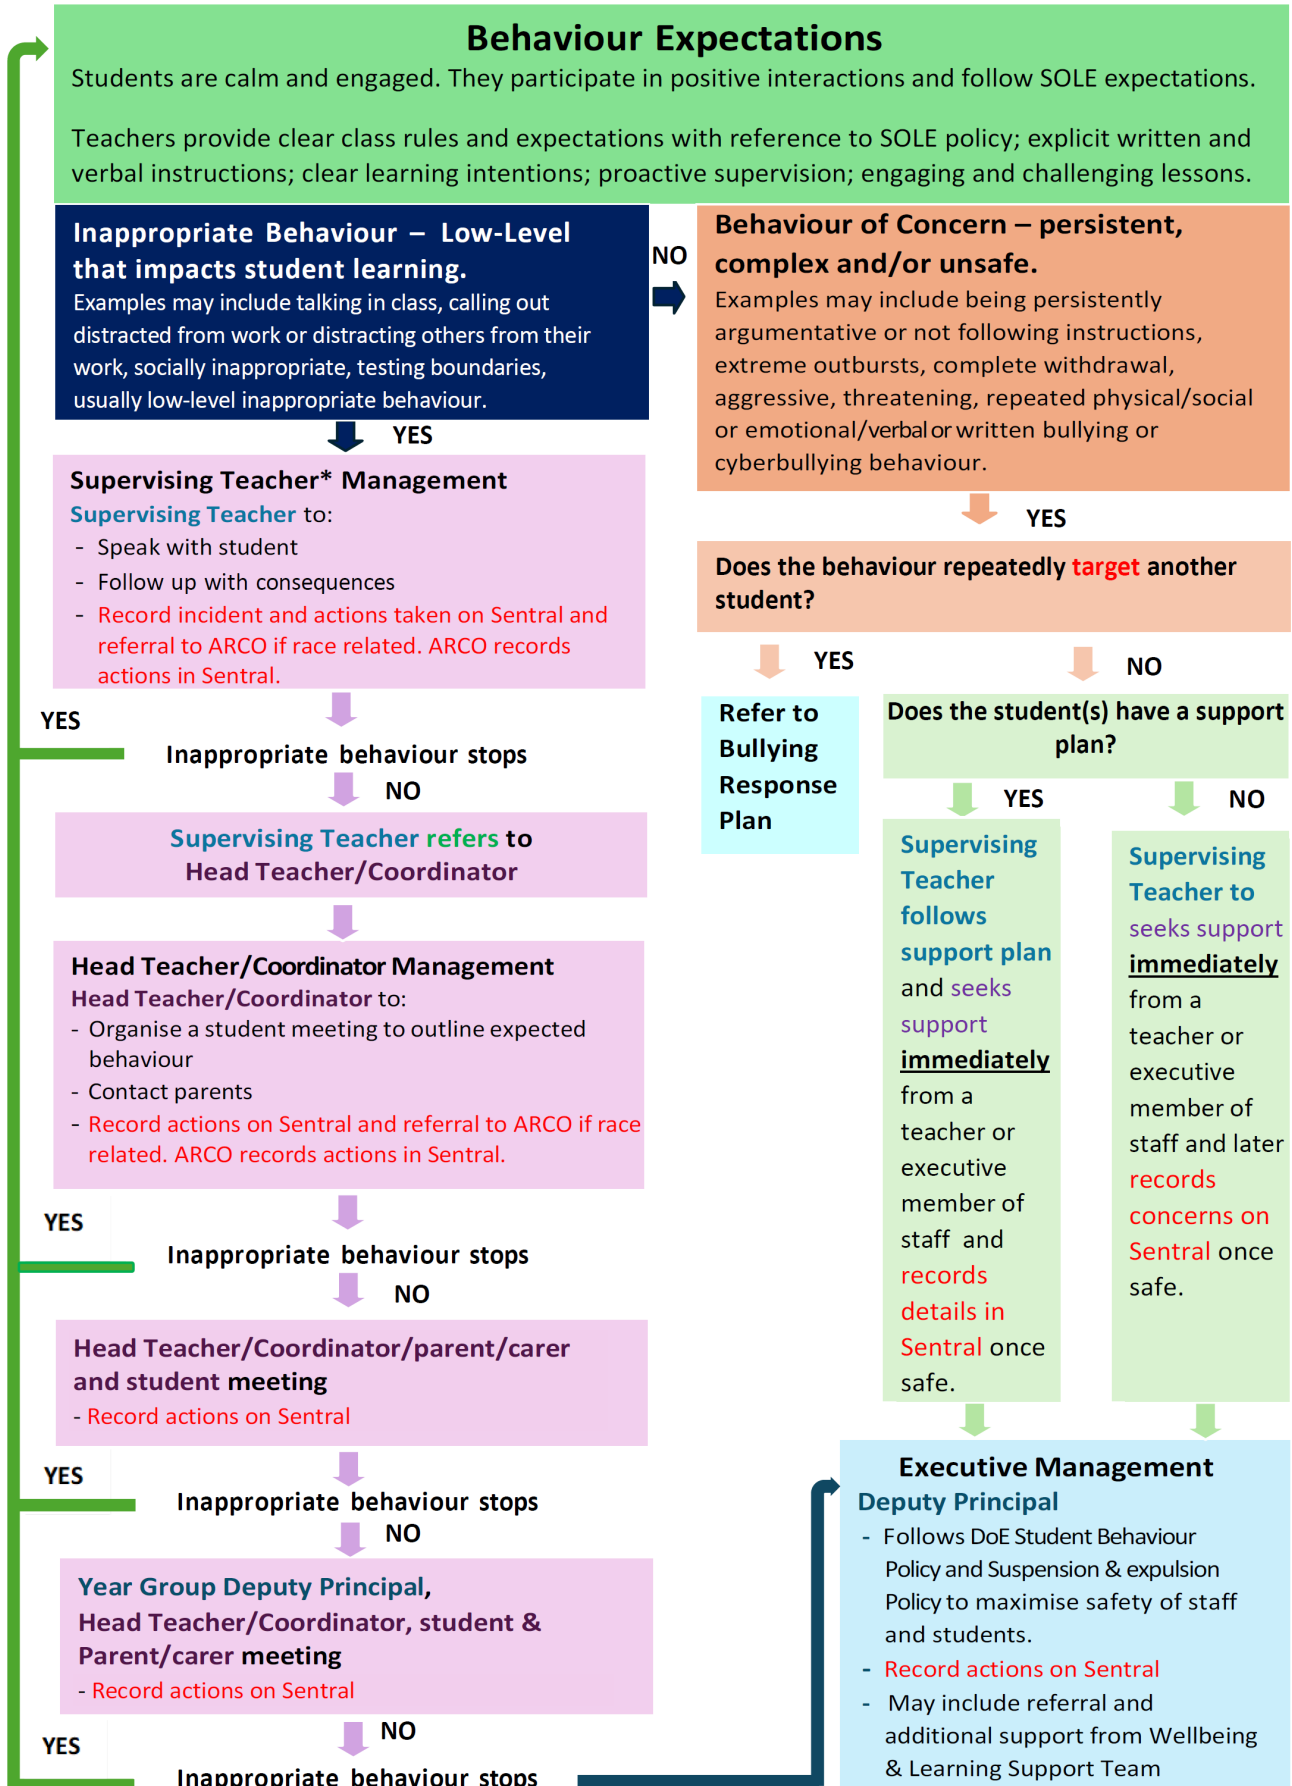 Behaviour Expectations
Students are calm and engaged. They participate in positive interactions and follow SOLE expectations.
Teachers provide clear class rules and expectations with reference to SOLE policy; explicit written and
verbal instructions; clear learning intentions; proactive supervision; engaging and challenging lessons.
Inappropriate Behaviour – Low-Level
that impacts student learning.
Examples may include talking in class, calling out
distracted from work or distracting others from their
work, socially inappropriate, testing boundaries,
usually low-level inappropriate behaviour.
NO
Behaviour of Concern – persistent,
complex and/or unsafe.
Examples may include being persistently
argumentative or not following instructions,
extreme outbursts, complete withdrawal,
aggressive, threatening, repeated physical/social
or emotional/verbal or written bullying or
cyberbullying behaviour.
YES
Supervising Teacher* Management
Supervising Teacher to:
- Speak with student
- Follow up with consequences
- Record incident and actions taken on Sentral and
referral to ARCO if race related. ARCO records
actions in Sentral.
YES
Inappropriate behaviour stops
NO
Supervising Teacher refers to
Head Teacher/Coordinator
Head Teacher/Coordinator Management
Head Teacher/Coordinator to:
- Organise a student meeting to outline expected
behaviour
- Contact parents
- Record actions on Sentral and referral to ARCO if race
related. ARCO records actions in Sentral.
YES
Inappropriate behaviour stops
NO
Head Teacher/Coordinator/parent/carer
and student meeting
- Record actions on Sentral
YES
Inappropriate behaviour stops
NO
Year Group Deputy Principal,
Head Teacher/Coordinator, student &
Parent/carer meeting
- Record actions on Sentral
NO
YES
Inappropriate behaviour stops
YES
Does the behaviour repeatedly target another
student?
YES
NO
Refer to
Bullying
Response
Plan
Does the student(s) have a support
plan?
YES
NO
Supervising
Teacher
follows
support plan
and seeks
support
immediately
from a
teacher or
executive
member of
staff and
records
details in
Sentral once
safe.
Supervising
Teacher to
seeks support
immediately
from a
teacher or
executive
member of
staff and later
records
concerns on
Sentral once
safe.
Executive Management
Deputy Principal
- Follows DoE Student Behaviour
Policy and Suspension & expulsion
Policy to maximise safety of staff
and students.
- Record actions on Sentral
- May include referral and
additional support from Wellbeing
& Learning Support Team